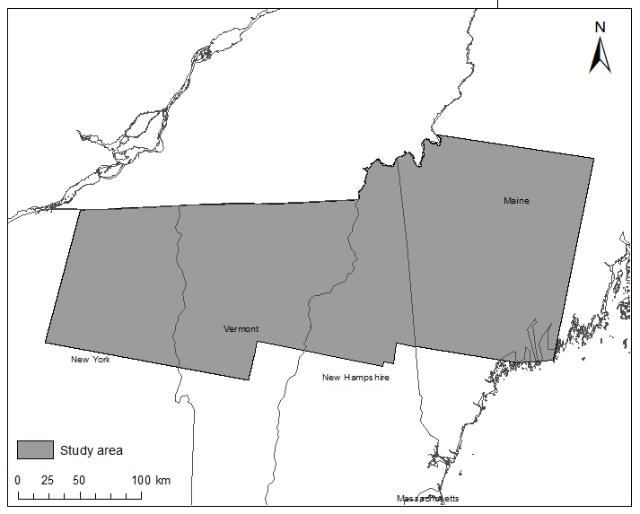 N
Maine
Vermont
New York
New Hampshire
Study area
0 25 50 100 km
Massachusetts